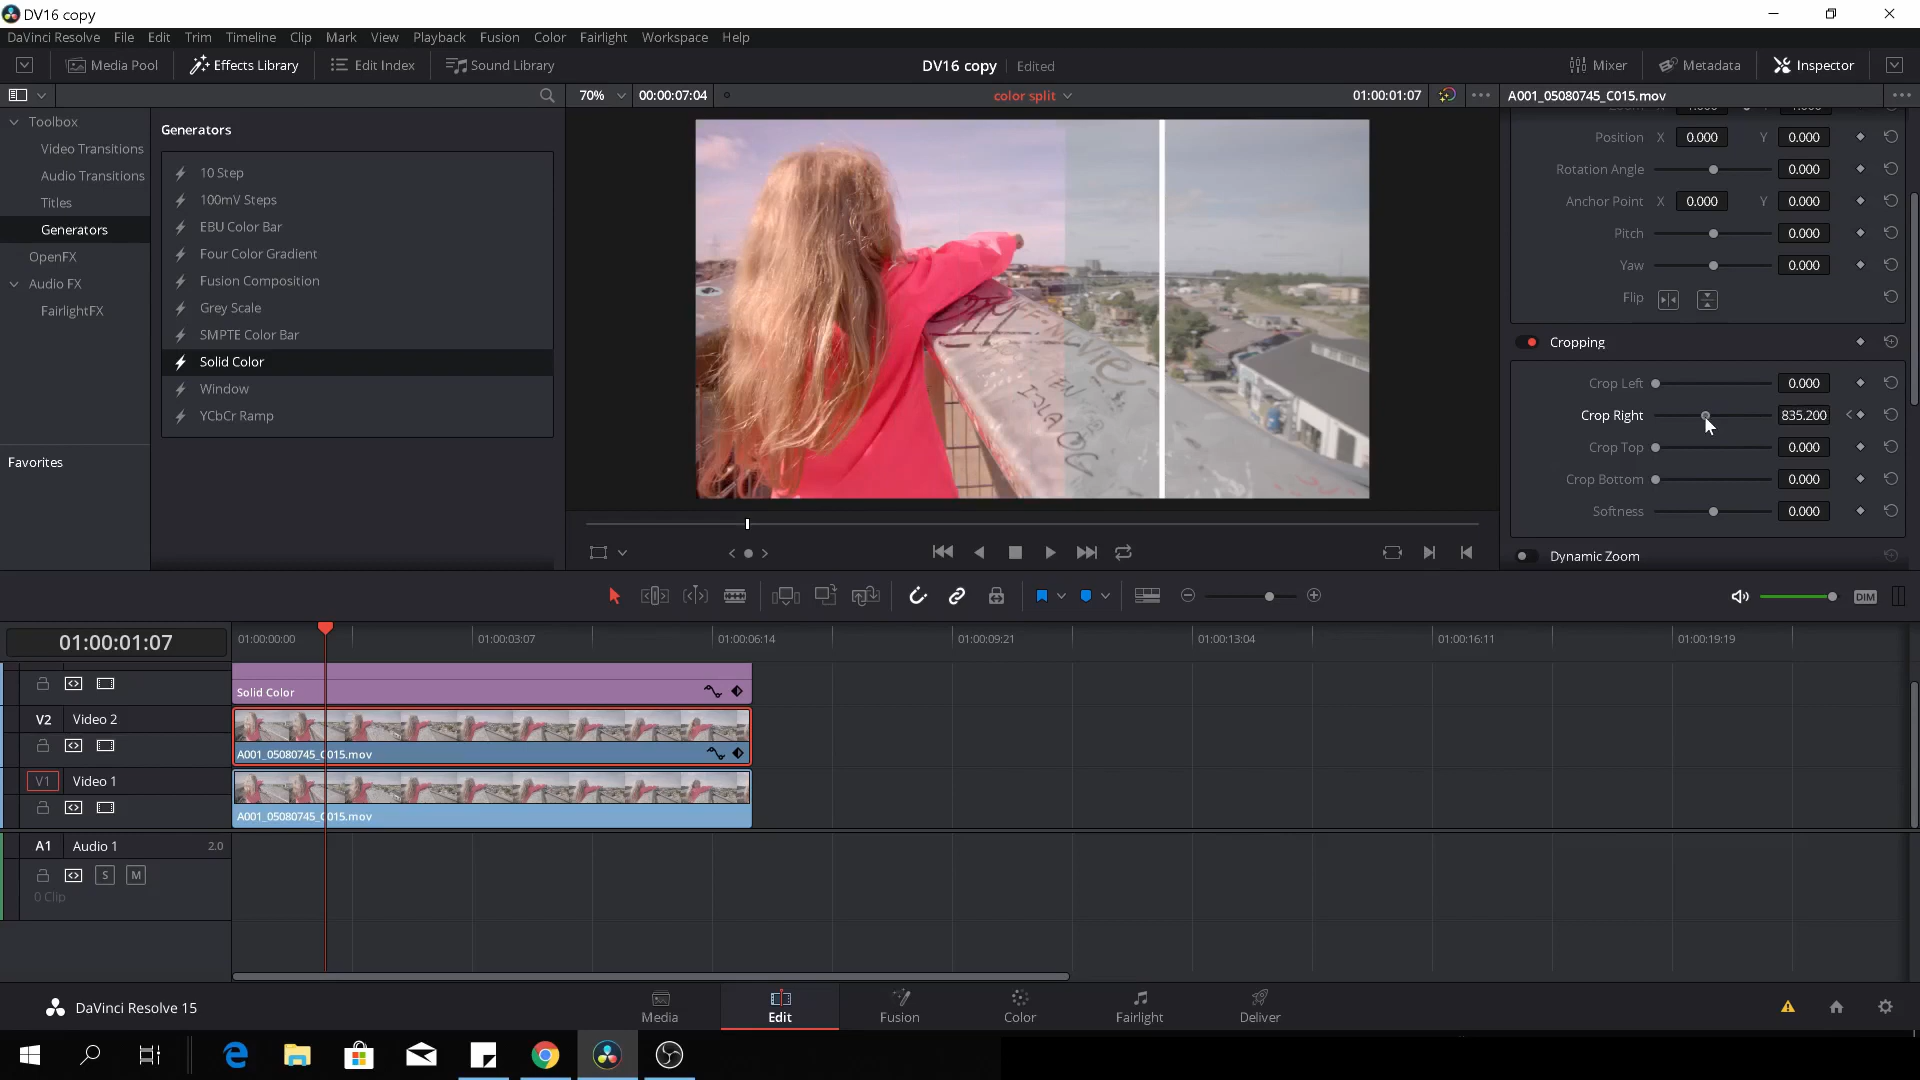 DV16 copy
DaVinci Resolve File Edit Trim Timeline Clip Mark View Playback Fusion Color Fairlight Workspace Help
Media Pool Effects Library Edit Index Sound Library DV16 copy Edited Mixer Metadata Inspector
70% 00:00:07:04 color split 01:00:01:07 A001_05080745_C015.mov
Toolbox
Video Transitions
Audio Transitions
Titles
Generators
OpenFX
Audio FX
FairlightFX
Favorites
Generators
10 Step
100mV Steps
EBU Color Bar
Four Color Gradient
Fusion Composition
Grey Scale
SMPTE Color Bar
Solid Color
Window
YCbCr Ramp
Position X 0.000 Y 0.000
Rotation Angle 0.000
Anchor Point X 0.000 Y 0.000
Pitch 0.000
Yaw 0.000
Flip
Cropping
Crop Left 0.000
Crop Right 835.200
Crop Top 0.000
Crop Bottom 0.000
Softness 0.000
Dynamic Zoom
DIM
01:00:01:07 01:00:00:00 01:00:03:07 01:00:06:14 01:00:09:21 01:00:13:04 01:00:16:11 01:00:19:19
Solid Color
V2 Video 2
A001_05080745_C015.mov
V1 Video 1
A001_05080745_C015.mov
A1 Audio 1 2.0
S M
0 Clip
DaVinci Resolve 15 Media Edit Fusion Color Fairlight Deliver